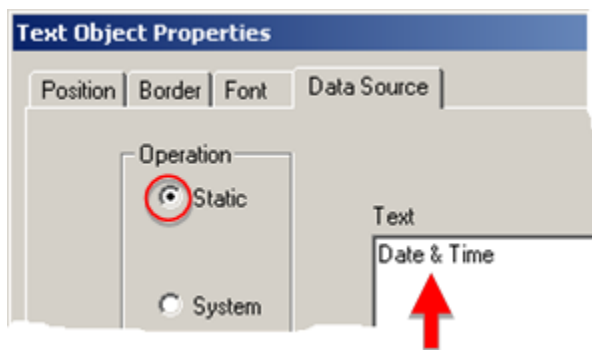 Text Object Properties
Position Border Font Data Source
Operation
Static
Text
Date & Time
System